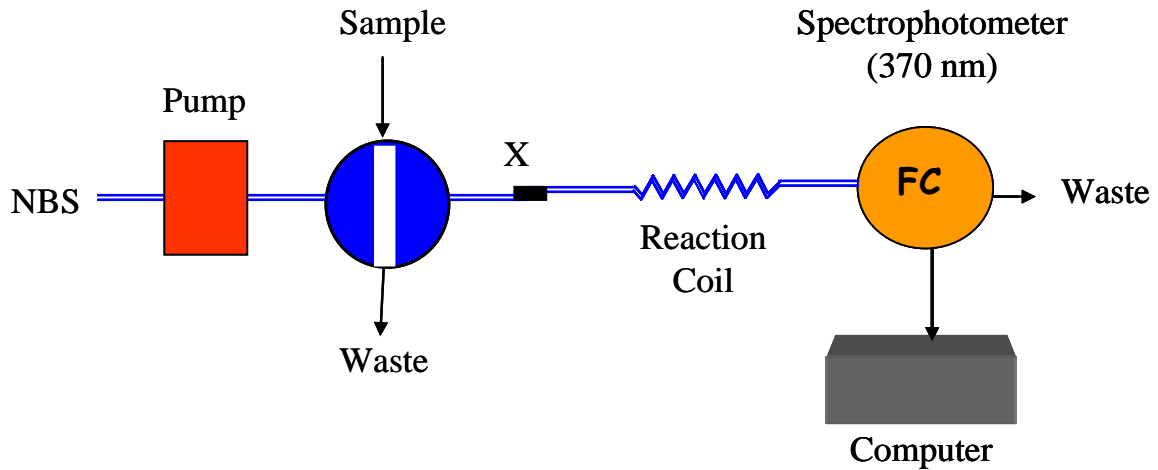 Sample
Spectrophotometer
(370 nm)
Pump
X
NBS
FC
Waste
Reaction
Coil
Waste
Computer